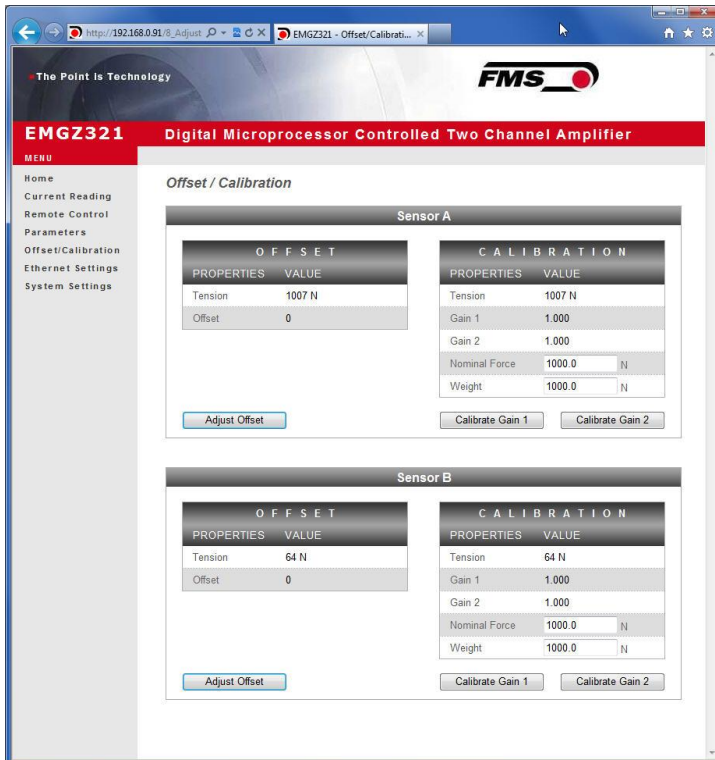 http://192.168.0.91/8_Adjust
EMGZ321 - Offset/Calibrati...
The Point Is Technology
FMS
EMGZ321
Digital Microprocessor Controlled Two Channel Amplifier
MENU
Home
Current Reading
Remote Control
Parameters
Offset/Calibration
Ethernet Settings
System Settings
Offset / Calibration
Sensor A
OFFSET
PROPERTIES VALUE
Tension 1007 N
Offset 0
Adjust Offset
CALIBRATION
PROPERTIES VALUE
Tension 1007 N
Gain 1 1.000
Gain 2 1.000
Nominal Force 1000.0 N
Weight 1000.0 N
Calibrate Gain 1 Calibrate Gain 2
Sensor B
OFFSET
PROPERTIES VALUE
Tension 64 N
Offset 0
Adjust Offset
CALIBRATION
PROPERTIES VALUE
Tension 64 N
Gain 1 1.000
Gain 2 1.000
Nominal Force 1000.0 N
Weight 1000.0 N
Calibrate Gain 1 Calibrate Gain 2